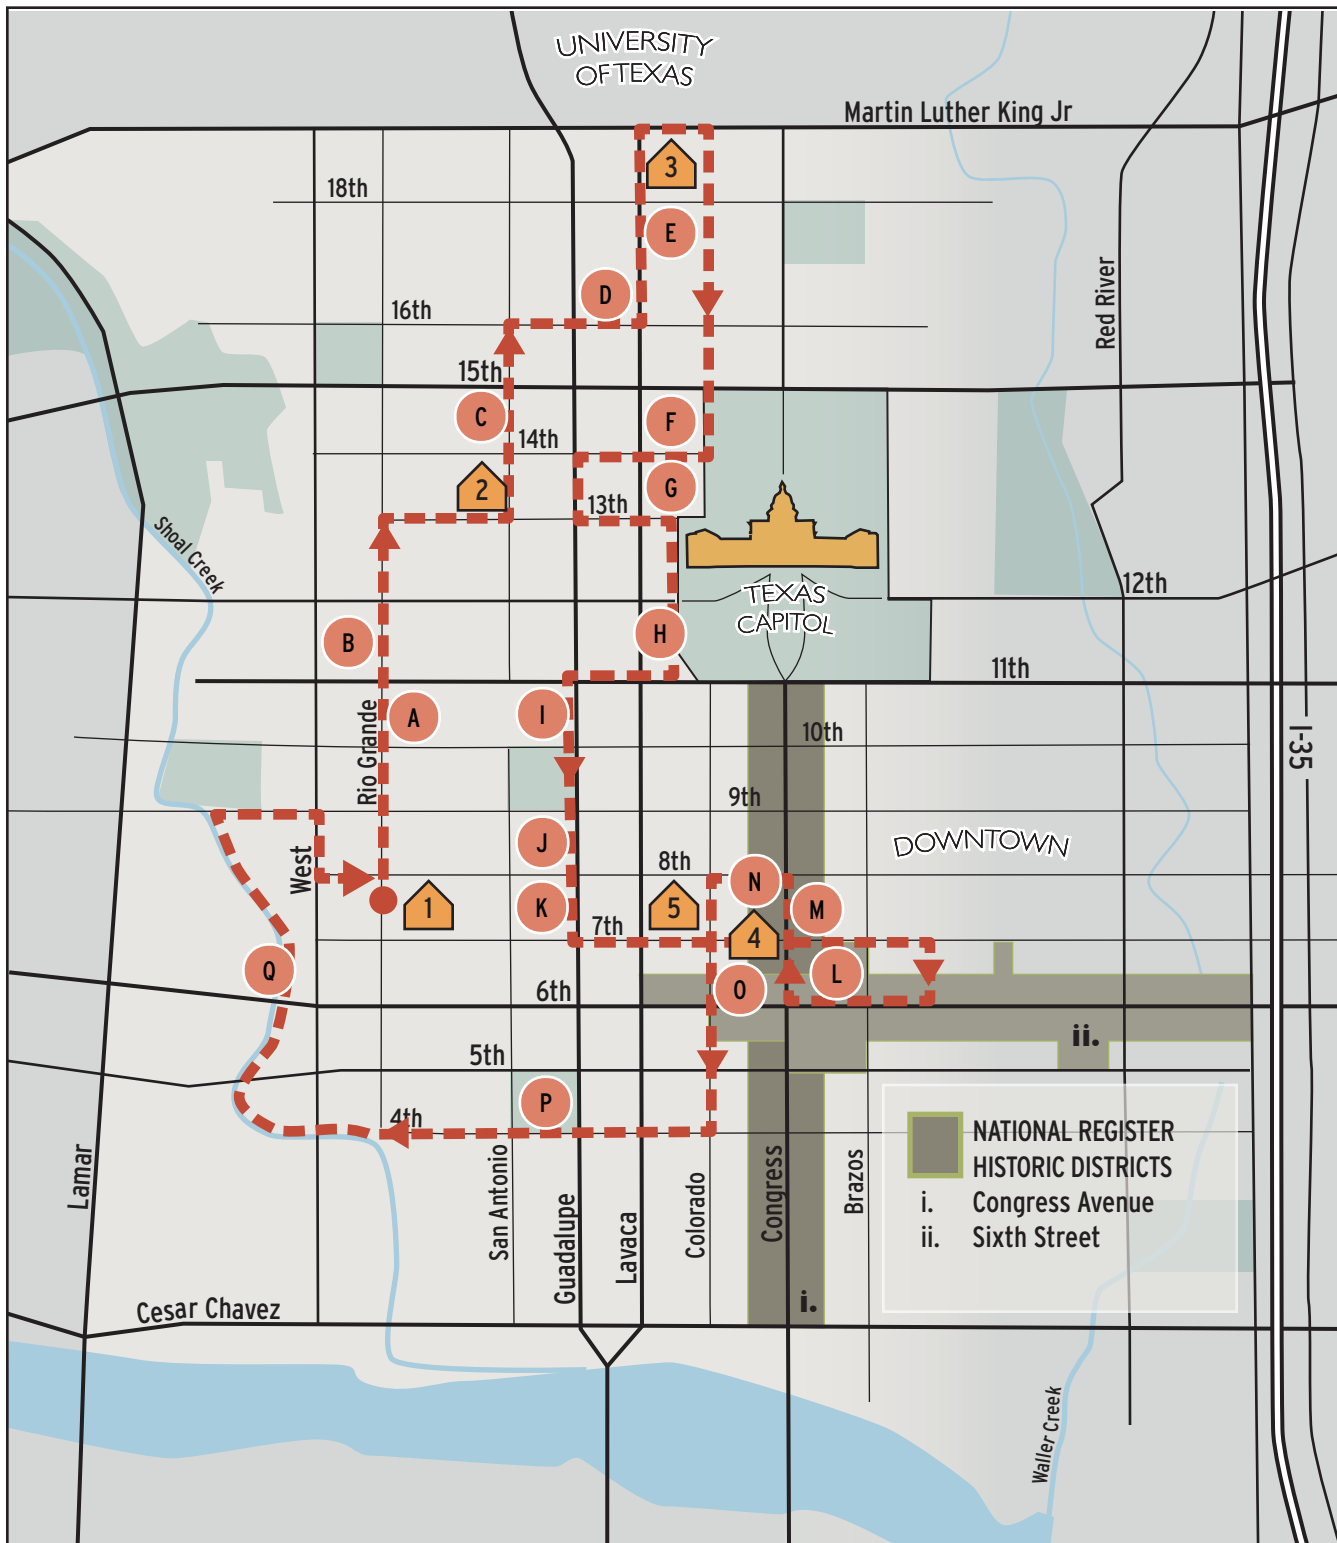 UNIVERSITY
OF TEXAS
Martin Luther King Jr
3
18th
E
D
16th
Red River
15th
C
F
14th
2
G
13th
Shoal Creek
12th
TEXAS
CAPITOL
B
H
11th
Rio Grande
A
I
10th
I-35
9th
DOWNTOWN
J
8th
West
N
1
K
5
M
7th
4
Q
L
6th
O
ii.
5th
P
4th
NATIONAL REGISTER
HISTORIC DISTRICTS
i. Congress Avenue
ii. Sixth Street
Lamar
San Antonio
Guadalupe
Lavaca
Colorado
Congress
Brazos
i.
Cesar Chavez
Waller Creek